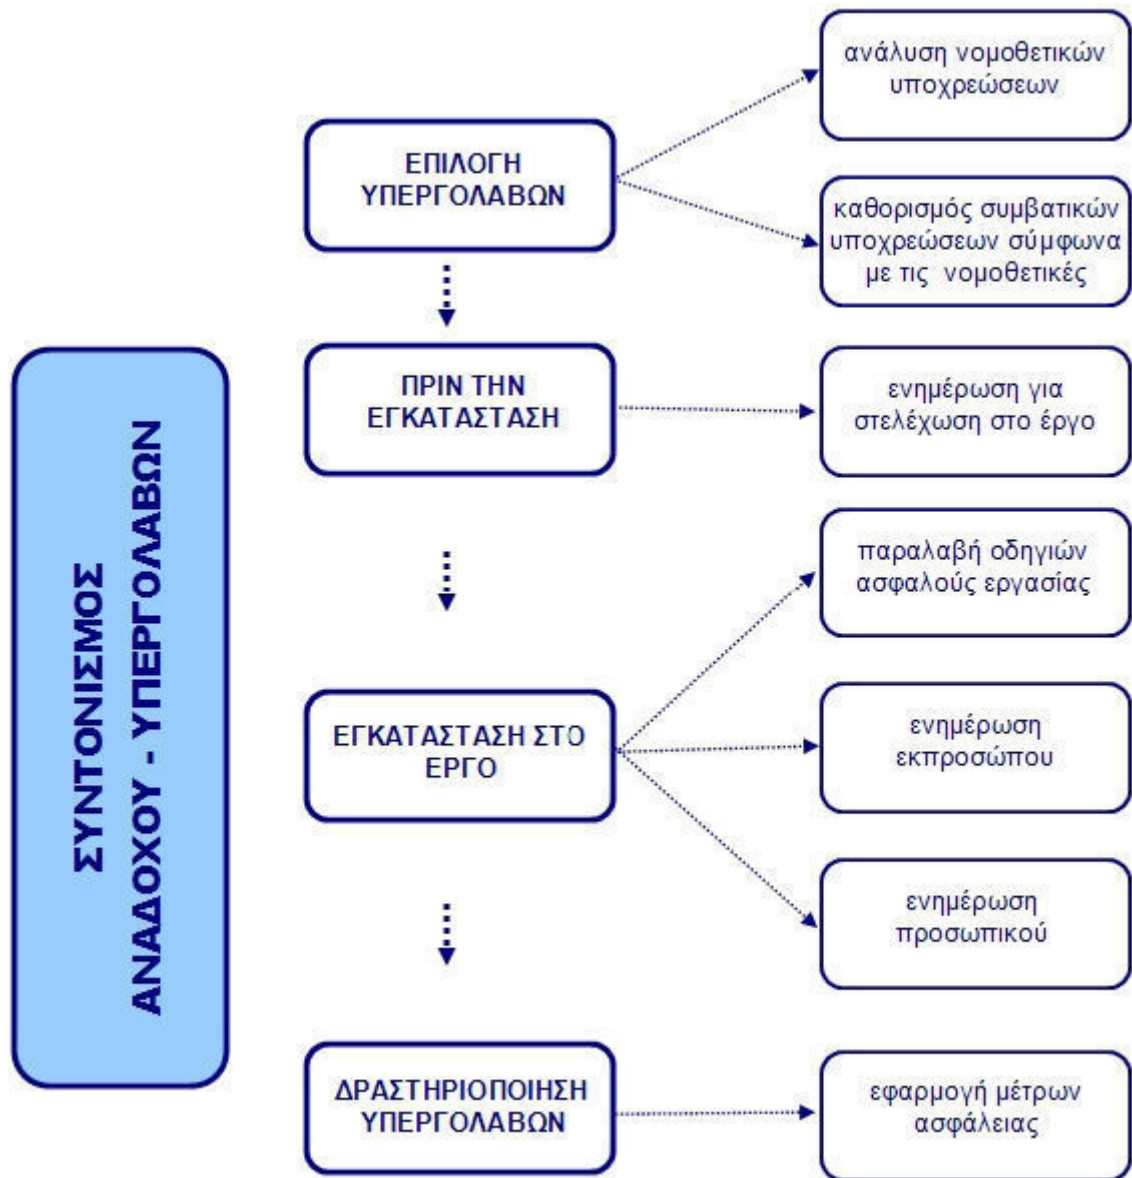 ΣΥΝΤΟΝΙΣΜΟΣ
ΑΝΑΔΟΧΟΥ - ΥΠΕΡΓΟΛΑΒΩΝ
ΕΠΙΛΟΓΗ
ΥΠΕΡΓΟΛΑΒΩΝ
ανάλυση νομοθετικών
υποχρεώσεων
καθορισμός συμβατικών
υποχρεώσεων σύμφωνα
με τις νομοθετικές
ΠΡΙΝ ΤΗΝ
ΕΓΚΑΤΑΣΤΑΣΗ
ενημέρωση για
στελέχωση στο έργο
ΕΓΚΑΤΑΣΤΑΣΗ ΣΤΟ
ΕΡΓΟ
παραλαβή οδηγιών
ασφαλούς εργασίας
ενημέρωση
εκπροσώπου
ενημέρωση
προσωπικού
ΔΡΑΣΤΗΡΙΟΠΟΙΗΣΗ
ΥΠΕΡΓΟΛΑΒΩΝ
εφαρμογή μέτρων
ασφάλειας